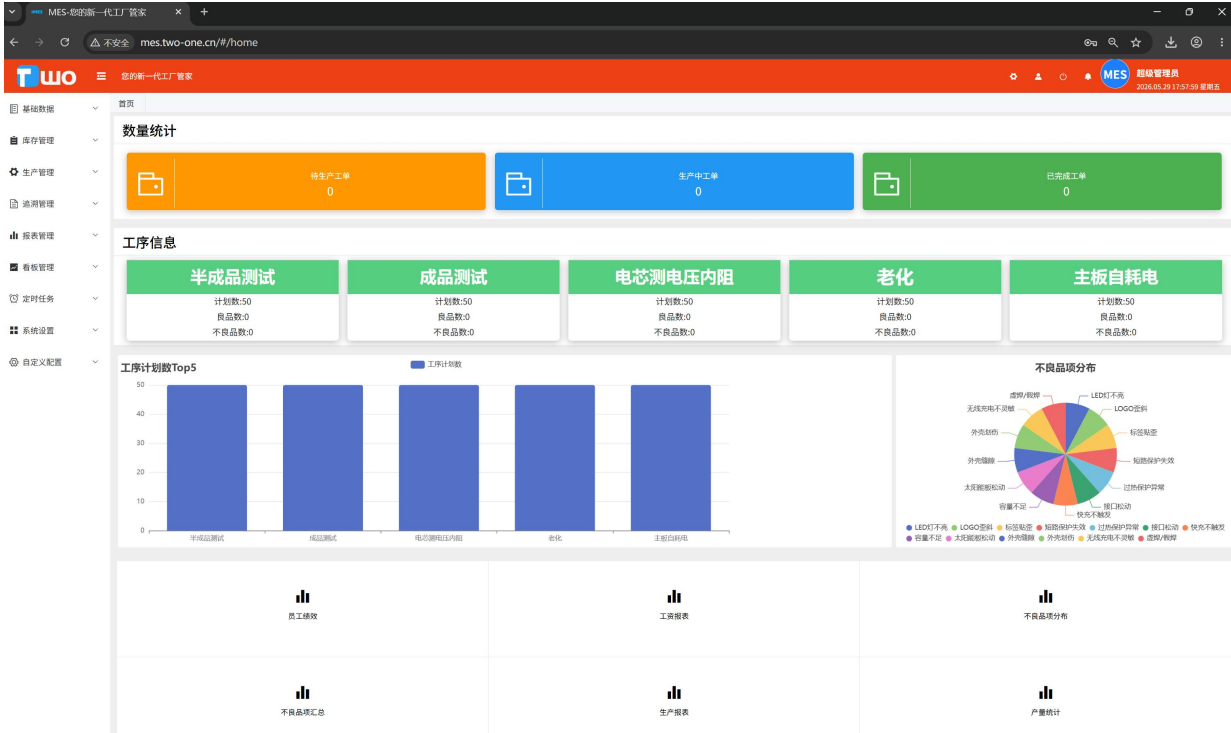 MES-您的新一代工厂管家
不安全 mes.two-one.cn/#/home
Two
您的新一代工厂管家
MES
超级管理员
2026.05.29 17:57:59 星期五
基础数据
库存管理
生产管理
追溯管理
报表管理
看板管理
定时任务
系统设置
自定义配置
首页
数量统计
待生产工单
0
生产中工单
0
已完成工单
0
工序信息
半成品测试
计划数:50
良品数:0
不良品数:0
成品测试
计划数:50
良品数:0
不良品数:0
电芯测电压内阻
计划数:50
良品数:0
不良品数:0
老化
计划数:50
良品数:0
不良品数:0
主板自耗电
计划数:50
良品数:0
不良品数:0
工序计划数Top5
工序计划数
50
40
30
20
10
0
半成品测试
成品测试
电芯测电压内阻
老化
主板自耗电
不良品项分布
虚焊/假焊
LED灯不亮
无线充电不灵敏
LOGO歪斜
外壳划伤
标签贴歪
外壳缝隙
短路保护失效
太阳能板松动
过热保护异常
容量不足
接口松动
快充不触发
LED灯不亮 LOGO歪斜 标签贴歪 短路保护失效 过热保护异常 接口松动 快充不触发
容量不足 太阳能板松动 外壳缝隙 外壳划伤 无线充电不灵敏 虚焊/假焊
员工绩效
工资报表
不良品项分布
不良品项汇总
生产报表
产量统计